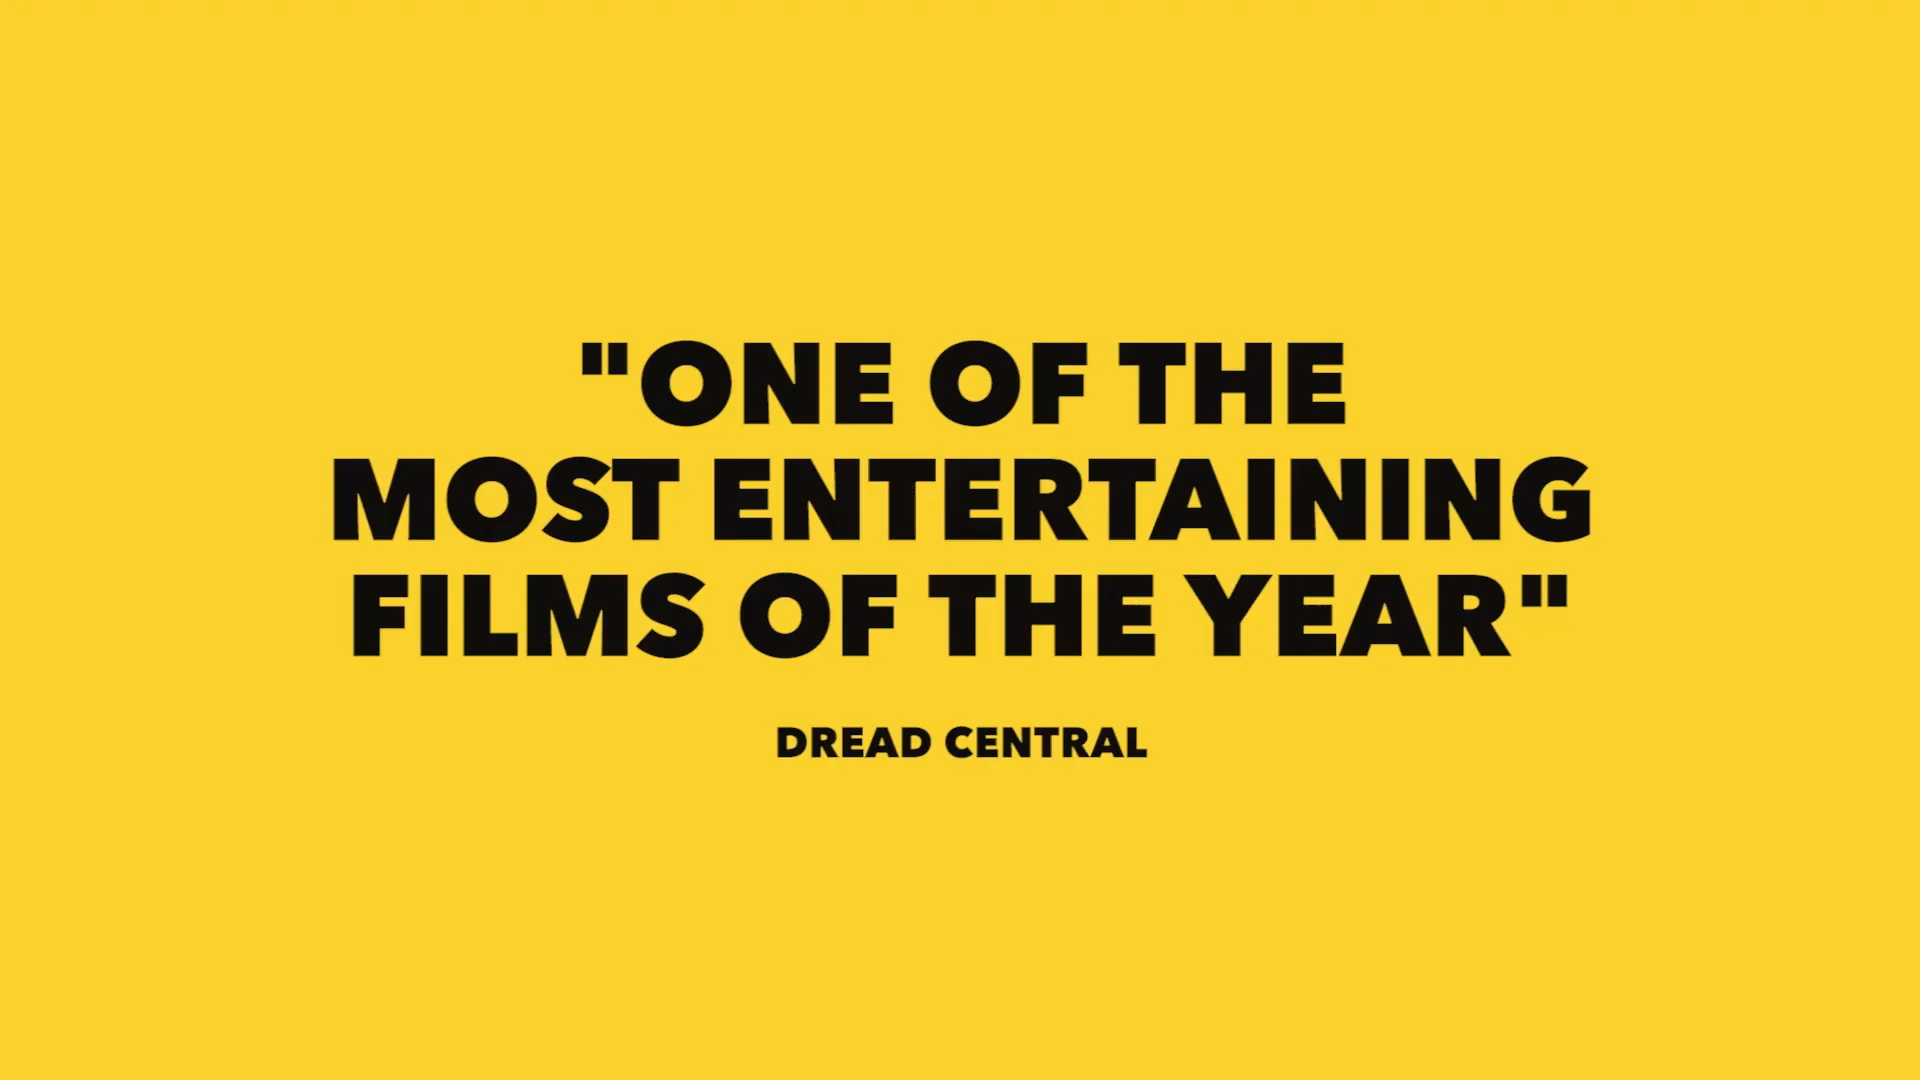 "ONE OF THE
MOST ENTERTAINING
FILMS OF THE YEAR"
DREAD CENTRAL